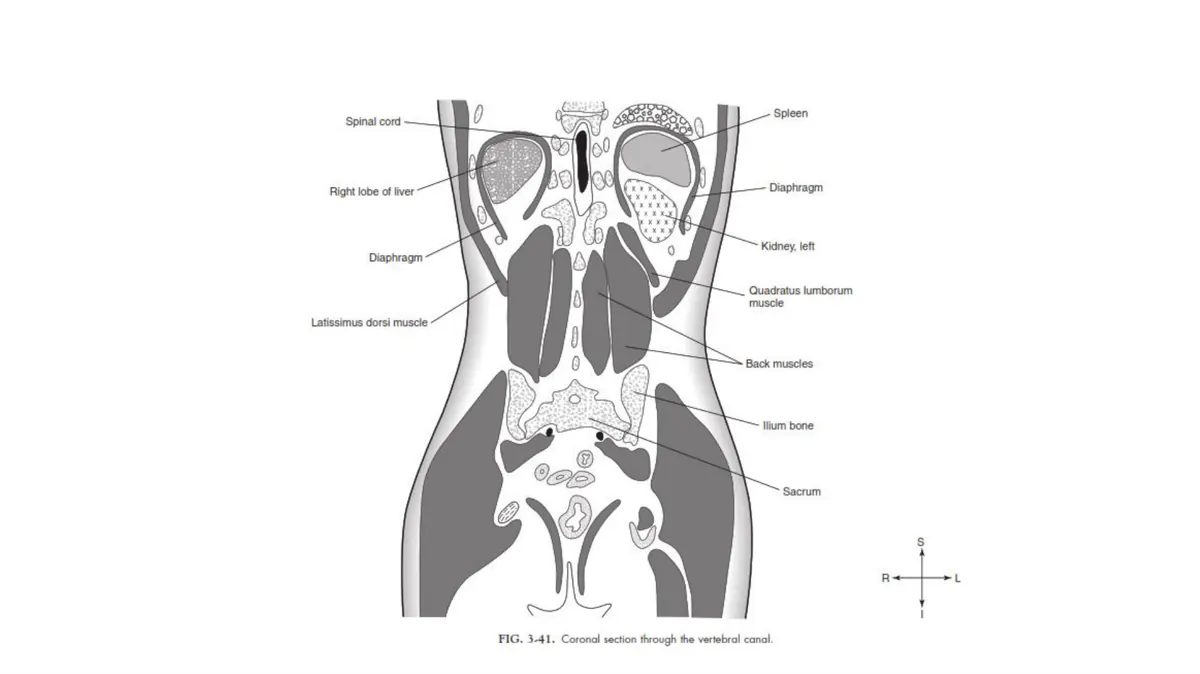 Spinal cord
Right lobe of liver
Diaphragm
Latissimus dorsi muscle
Spleen
Diaphragm
Kidney, left
Quadratus lumborum
muscle
Back muscles
Ilium bone
Sacrum
S
R L
I
FIG. 3-41. Coronal section through the vertebral canal.